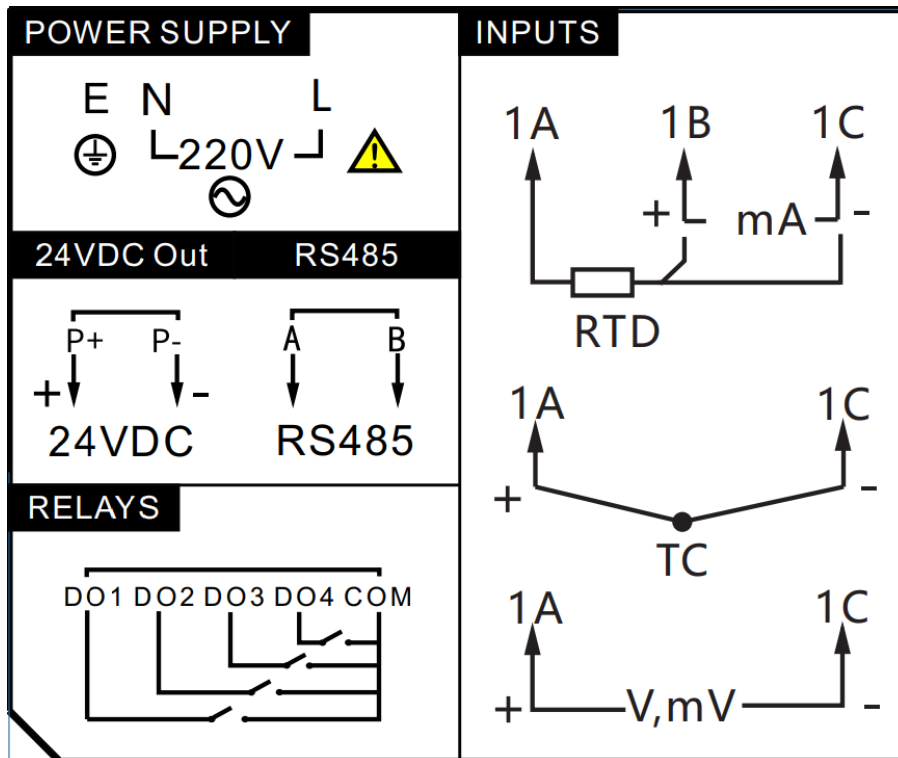 POWER SUPPLY
E N L
220V
24VDC Out RS485
P+ P- A B
+ -
24VDC RS485
RELAYS
DO1 DO2 DO3 DO4 COM
INPUTS
1A 1B 1C
+ mA -
RTD
1A 1C
+ -
TC
1A 1C
+ V,mV -